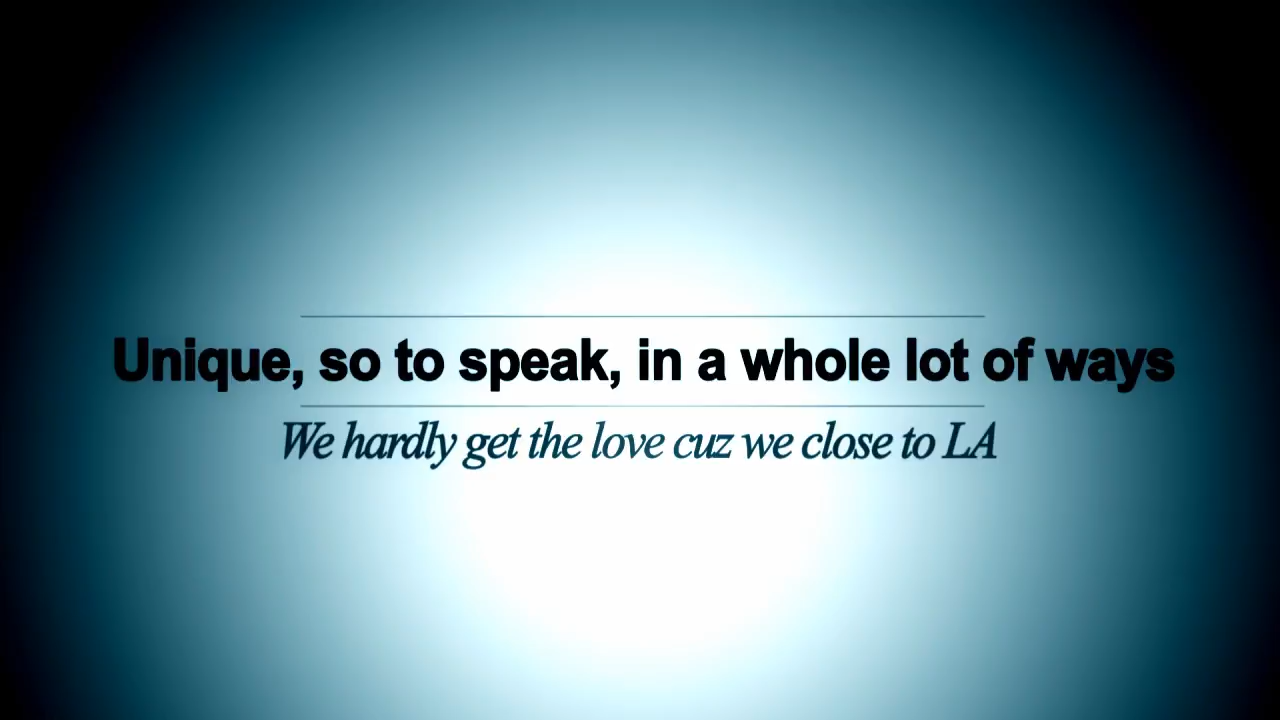 Unique, so to speak, in a whole lot of ways
We hardly get the love cuz we close to LA